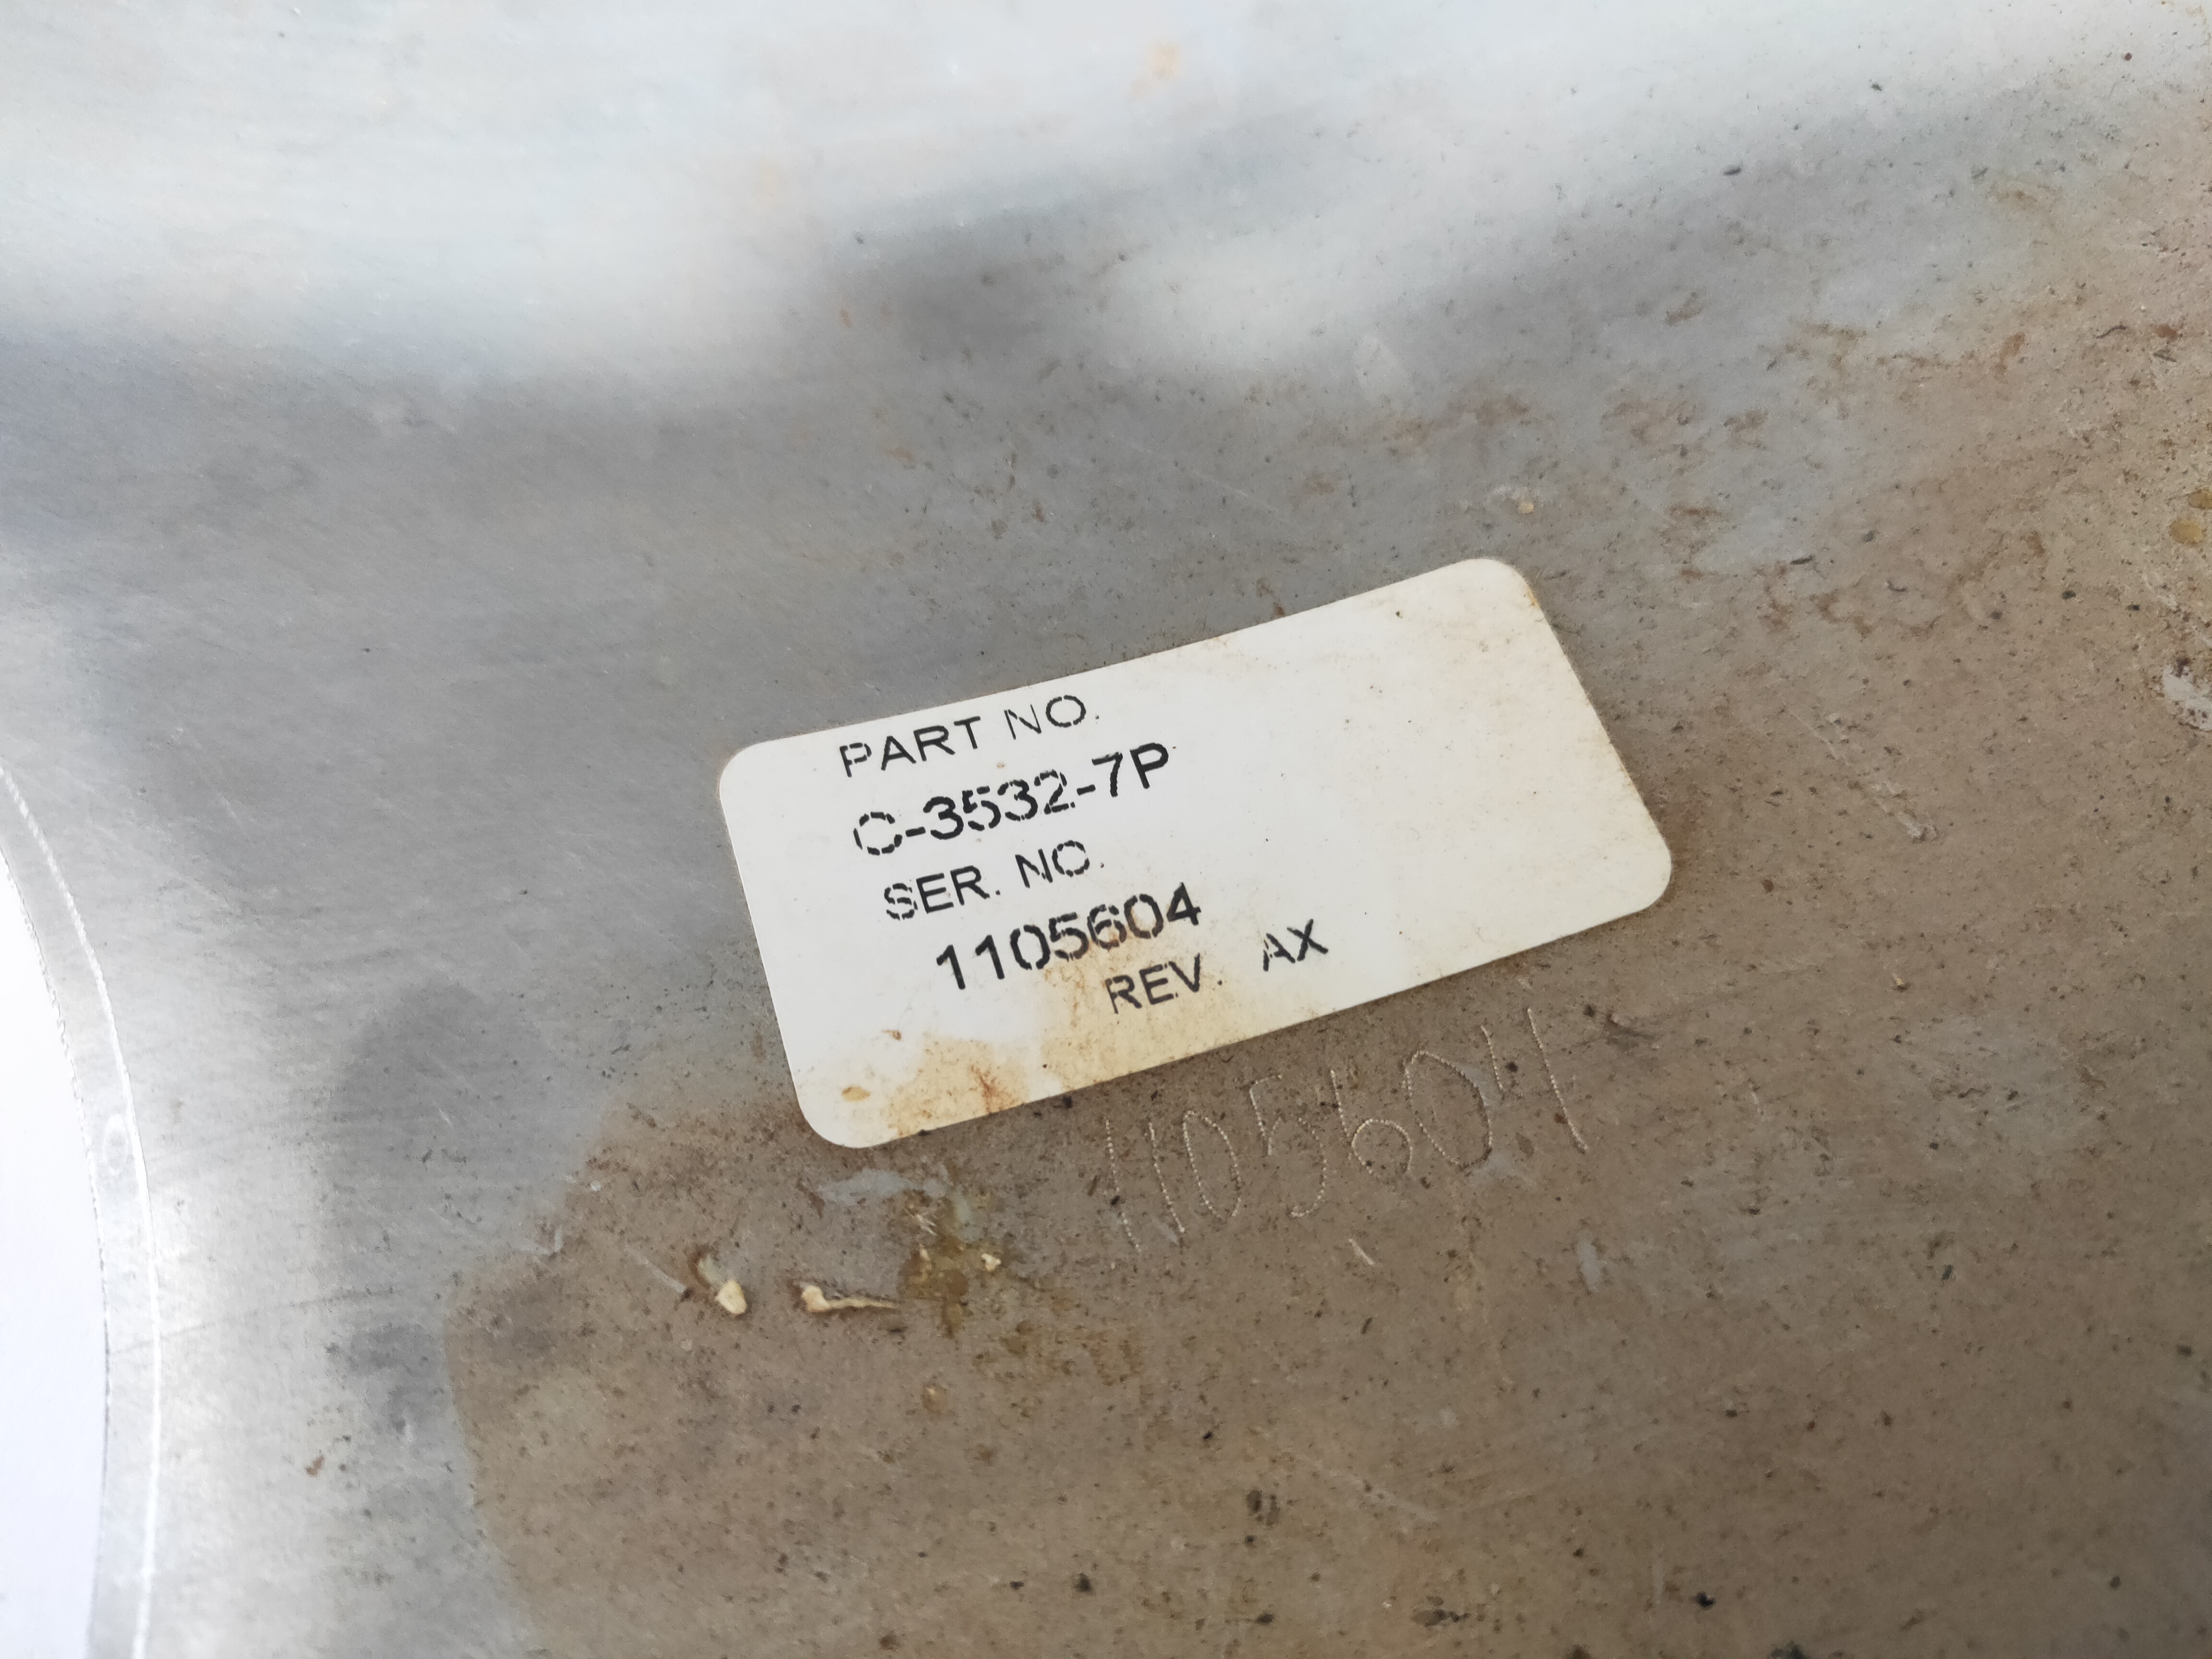 PART NO.
C-3532-7P
SER. NO.
1105604
REV. AX
1105604